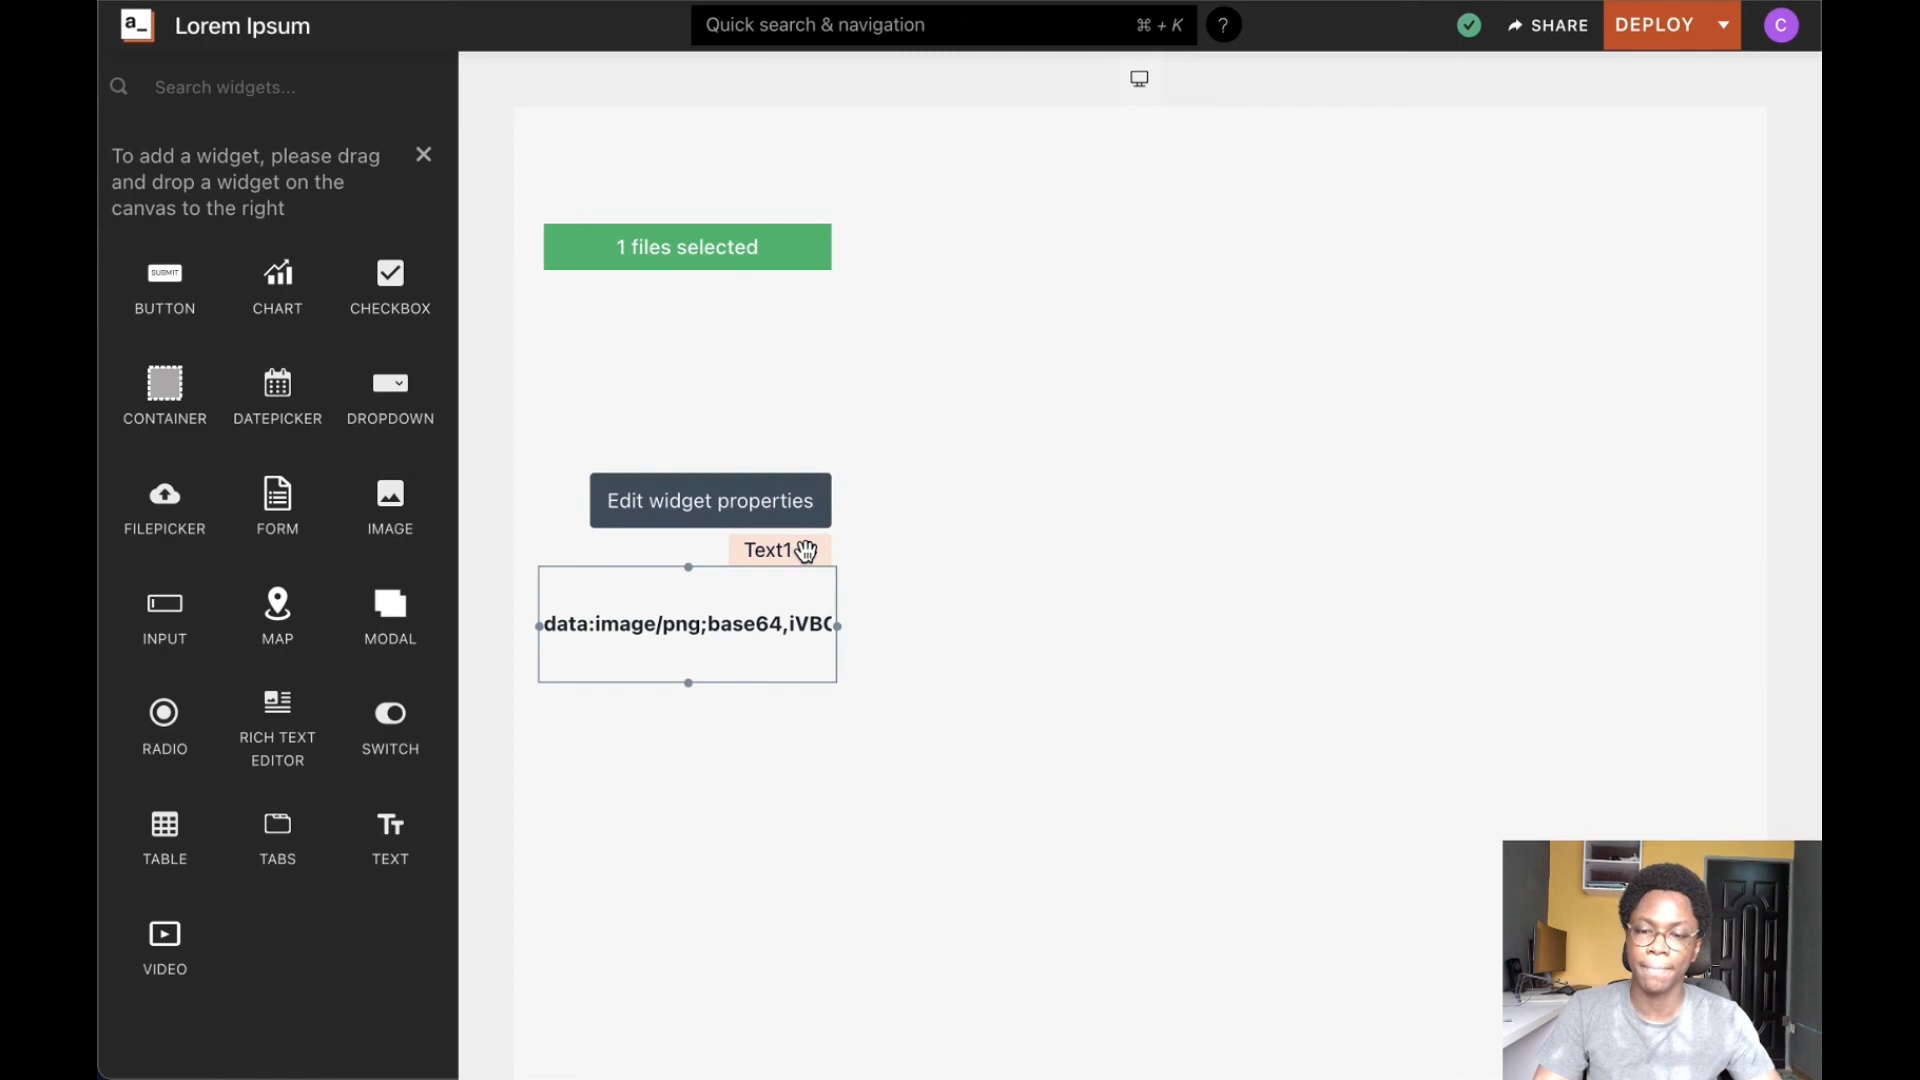 a_
Lorem Ipsum
Quick search & navigation
⌘ + K
?
SHARE
DEPLOY
C
Search widgets...
To add a widget, please drag
and drop a widget on the
canvas to the right
SUBMIT
BUTTON
CHART
CHECKBOX
CONTAINER
DATEPICKER
DROPDOWN
FILEPICKER
FORM
IMAGE
INPUT
MAP
MODAL
RADIO
RICH TEXT
EDITOR
SWITCH
TABLE
TABS
TEXT
VIDEO
1 files selected
Edit widget properties
Text1
data:image/png;base64,iVBO